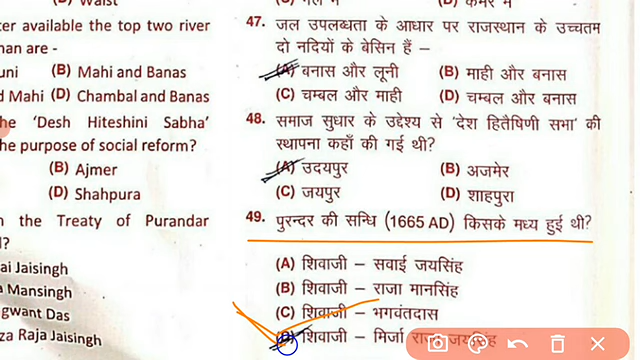 (B) Waist
ter available the top two river
han are -
uni (B) Mahi and Banas
d Mahi (D) Chambal and Banas
he 'Desh Hiteshini Sabha'
he purpose of social reform?
(B) Ajmer
(D) Shahpura
n the Treaty of Purandar
)?
ai Jaisingh
a Mansingh
gwant Das
za Raja Jaisingh
47. जल उपलब्धता के आधार पर राजस्थान के उच्चतम
दो नदियों के बेसिन हैं –
(A) बनास और लूनी (B) माही और बनास
(C) चम्बल और माही (D) चम्बल और बनास
48. समाज सुधार के उद्देश्य से 'देश हितैषिणी सभा' की
स्थापना कहाँ की गई थी?
(A) उदयपुर (B) अजमेर
(C) जयपुर (D) शाहपुरा
49. पुरन्दर की सन्धि (1665 AD) किसके मध्य हुई थी?
(A) शिवाजी – सवाई जयसिंह
(B) शिवाजी – राजा मानसिंह
(C) शिवाजी – भगवंतदास
(D) शिवाजी – मिर्जा राजा जयसिंह